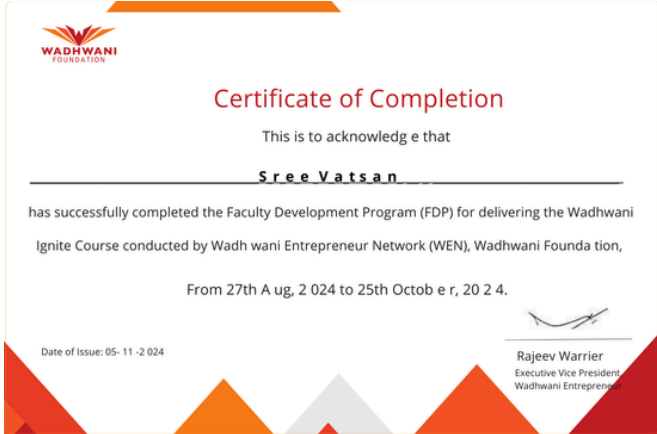 WADHWANI
FOUNDATION
Certificate of Completion
This is to acknowledg e that
S r e e V a t s a n
has successfully completed the Faculty Development Program (FDP) for delivering the Wadhwani
Ignite Course conducted by Wadh wani Entrepreneur Network (WEN), Wadhwani Founda tion,
From 27th A ug, 2 024 to 25th Octob e r, 20 2 4.
Date of Issue: 05- 11 -2 024
Rajeev Warrier
Executive Vice President,
Wadhwani Entrepreneur